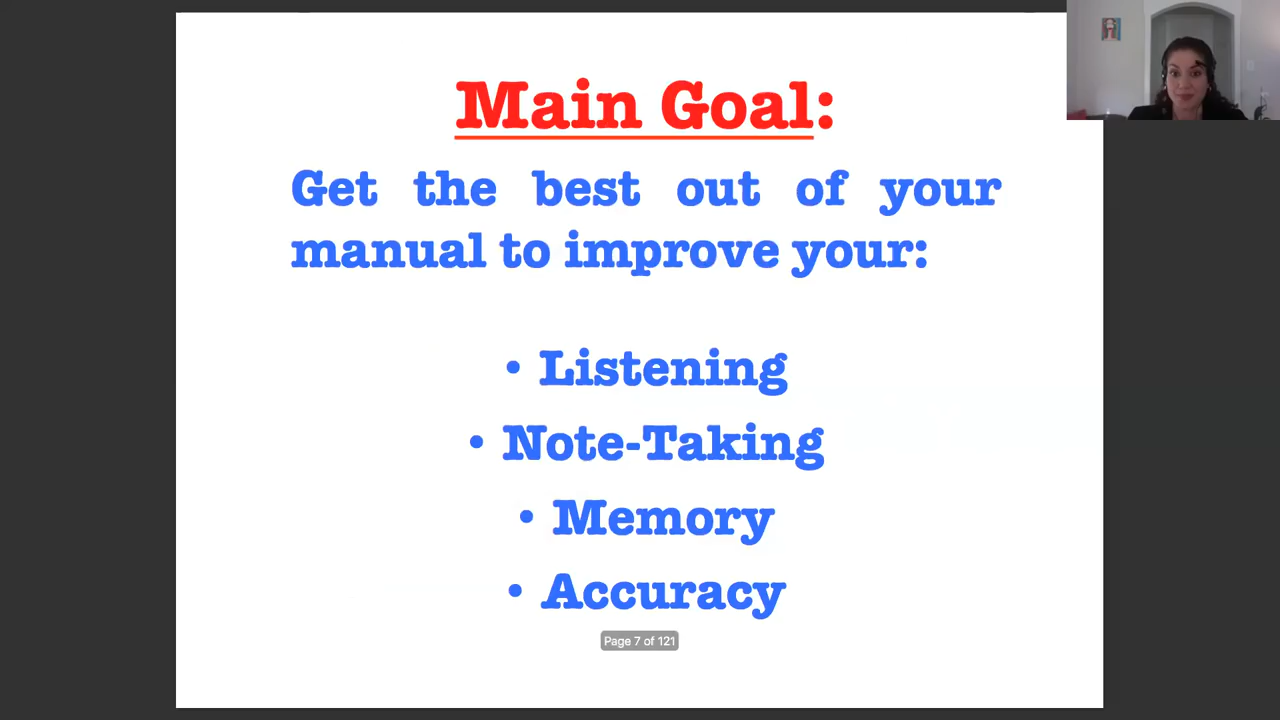 Main Goal:
Get the best out of your
manual to improve your:
• Listening
• Note-Taking
• Memory
• Accuracy
Page 7 of 121